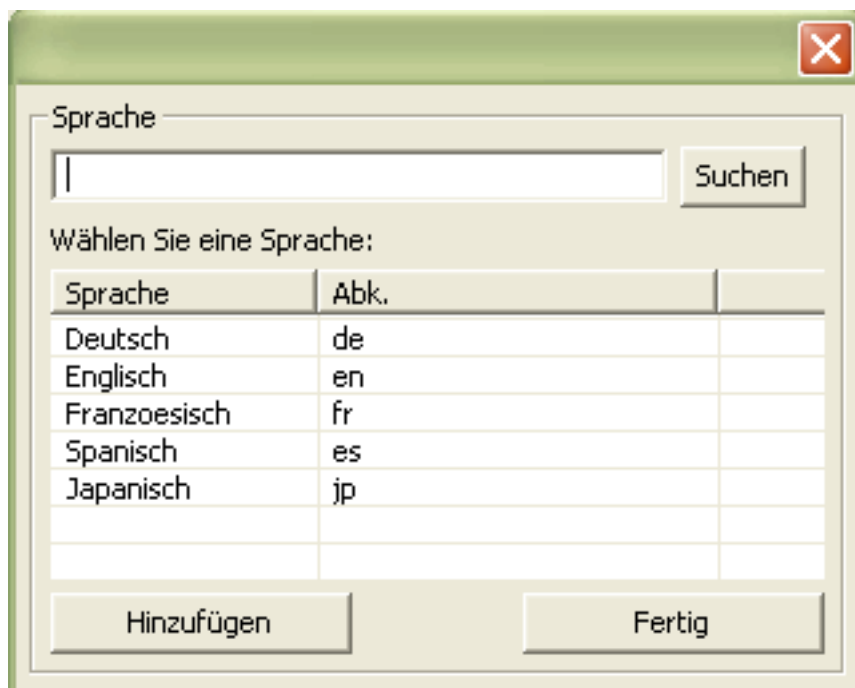 Sprache
Suchen
Wählen Sie eine Sprache:
Sprache Abk.
Deutsch de
Englisch en
Franzoesisch fr
Spanisch es
Japanisch jp
Hinzufügen Fertig